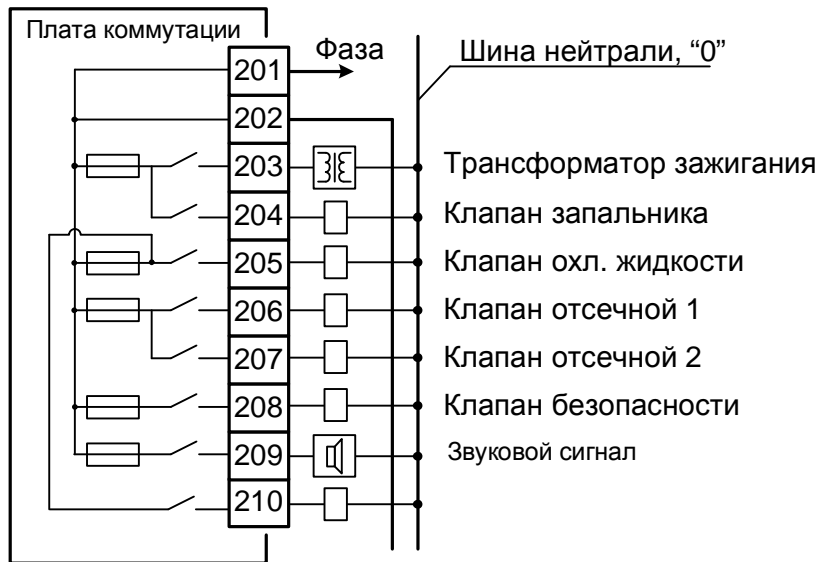 Плата коммутации
201
Фаза
Шина нейтрали, “0”
202
203
Трансформатор зажигания
204
Клапан запальника
205
Клапан охл. жидкости
206
Клапан отсечной 1
207
Клапан отсечной 2
208
Клапан безопасности
209
Звуковой сигнал
210